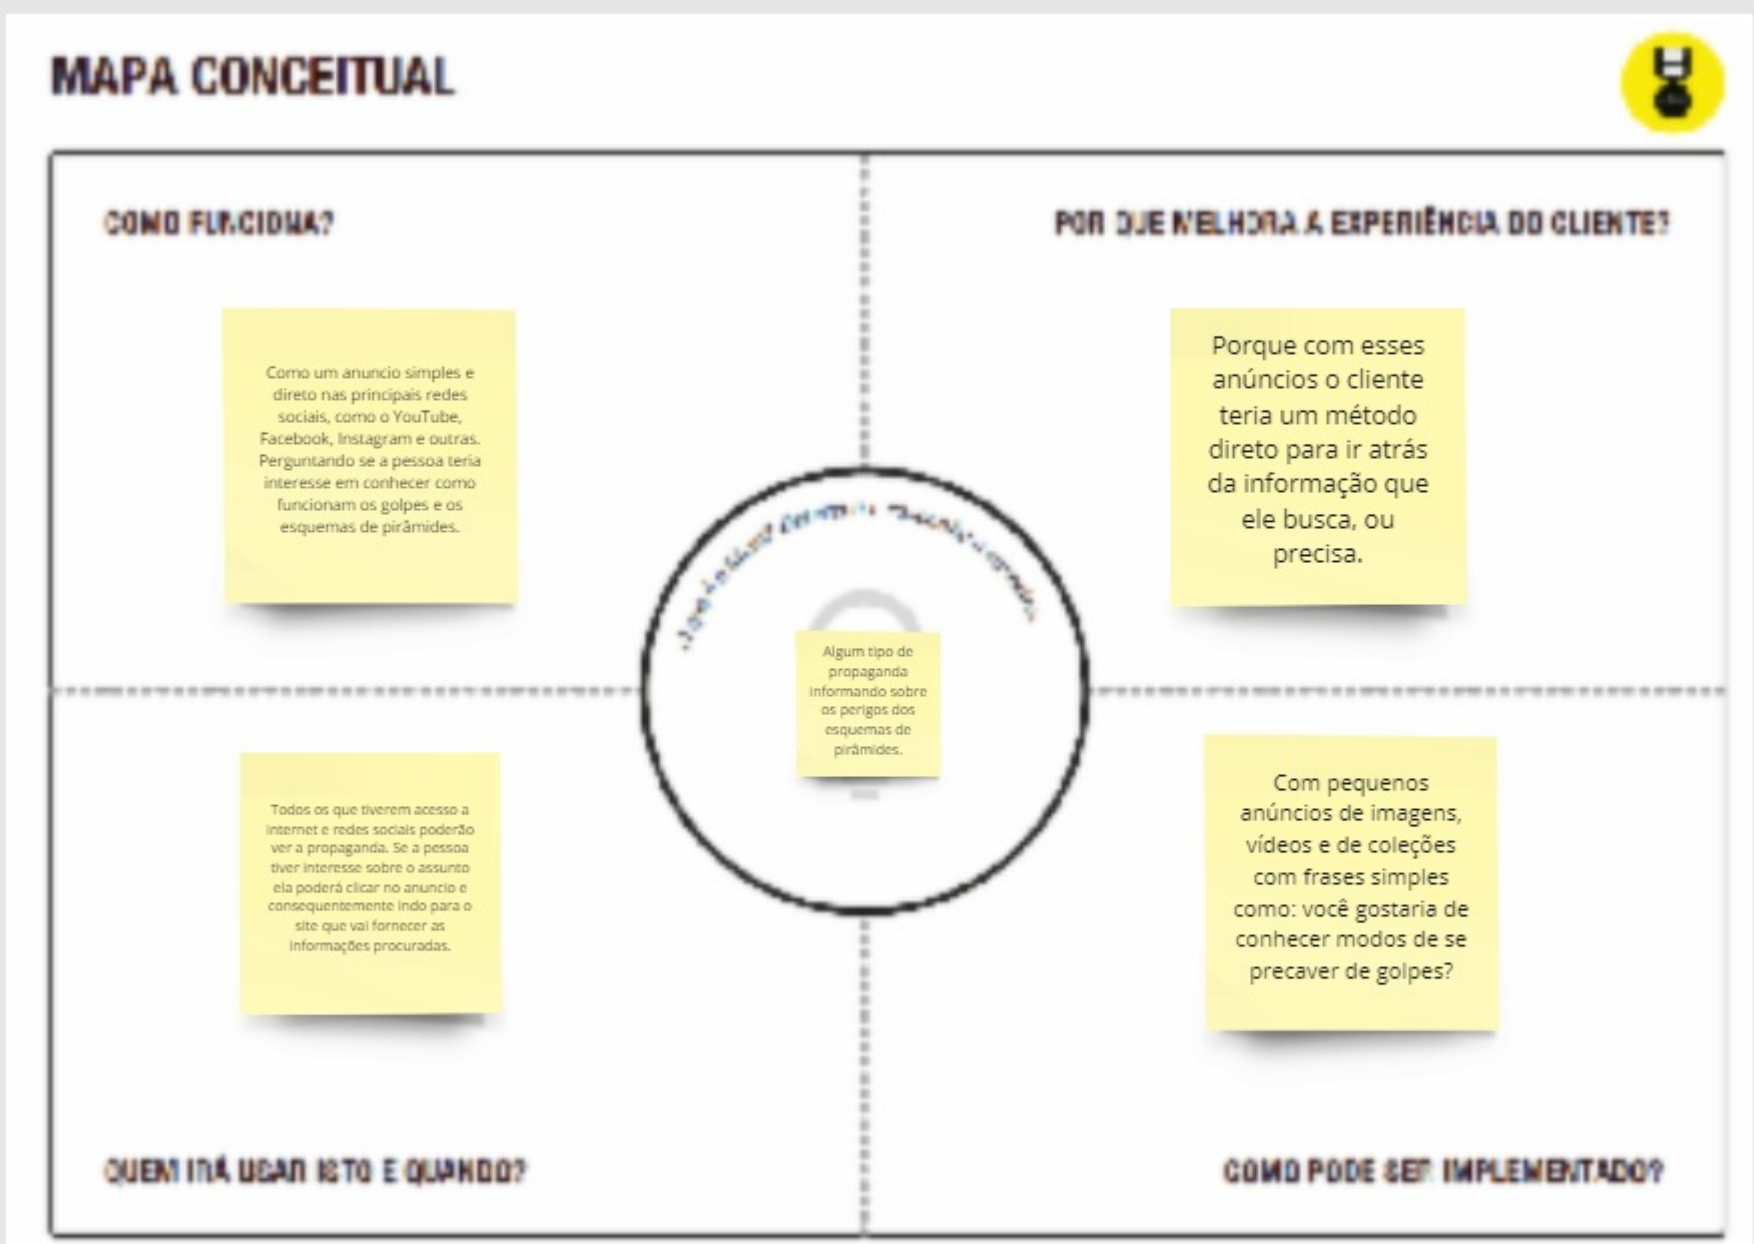 MAPA CONCEITUAL
COMO FUNCIONA?
POR QUE MELHORA A EXPERIÊNCIA DO CLIENTE?
Como um anuncio simples e
direto nas principais redes
sociais, como o YouTube,
Facebook, Instagram e outras.
Perguntando se a pessoa teria
interesse em conhecer como
funcionam os golpes e os
esquemas de pirâmides.
Porque com esses
anúncios o cliente
teria um método
direto para ir atrás
da informação que
ele busca, ou
precisa.
Algum tipo de
propaganda
informando sobre
os perigos dos
esquemas de
pirâmides.
Todos os que tiverem acesso a
internet e redes sociais poderão
ver a propaganda. Se a pessoa
tiver interesse sobre o assunto
ela poderá clicar no anuncio e
consequentemente indo para o
site que vai fornecer as
informações procuradas.
Com pequenos
anúncios de imagens,
vídeos e de coleções
com frases simples
como: você gostaria de
conhecer modos de se
precaver de golpes?
QUEM IRÁ USAR ISTO E QUANDO?
COMO PODE SER IMPLEMENTADO?